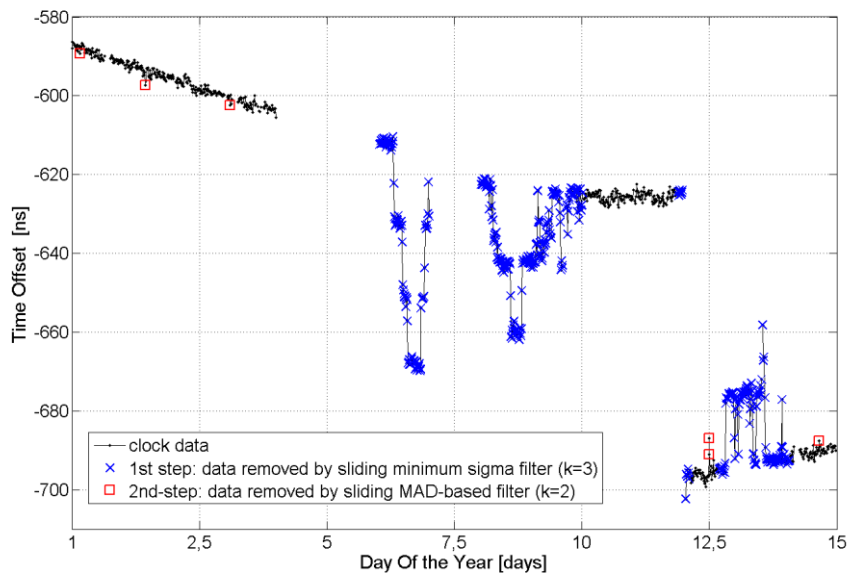 -580
-600
-620
-640
-660
-680
-700
Time Offset [ns]
clock data
1st step: data removed by sliding minimum sigma filter (k=3)
2nd-step: data removed by sliding MAD-based filter (k=2)
1 2,5 5 7,5 10 12,5 15
Day Of the Year [days]